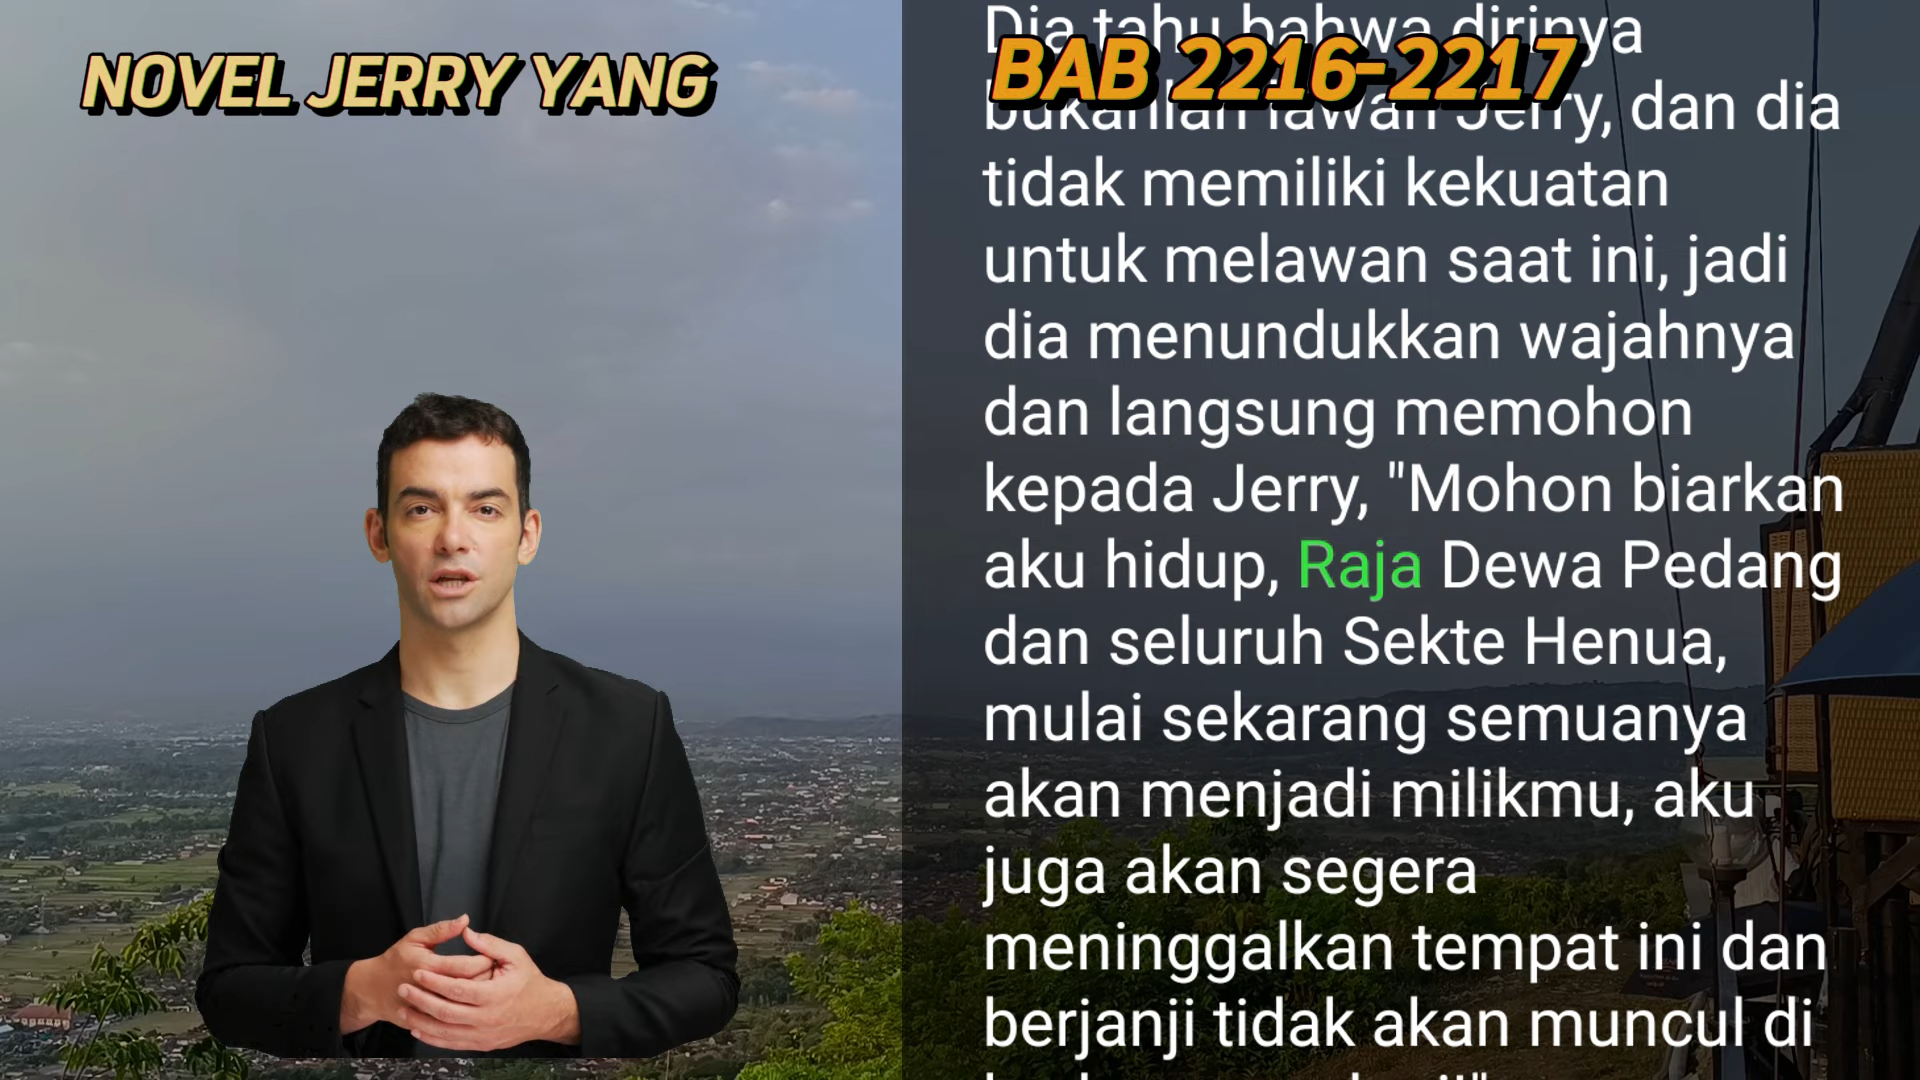 NOVEL JERRY YANG
BAB 2216-2217
Dia tahu bahwa dirinya
bukanlah lawan Jerry, dan dia
tidak memiliki kekuatan
untuk melawan saat ini, jadi
dia menundukkan wajahnya
dan langsung memohon
kepada Jerry, "Mohon biarkan
aku hidup, Raja Dewa Pedang
dan seluruh Sekte Henua,
mulai sekarang semuanya
akan menjadi milikmu, aku
juga akan segera
meninggalkan tempat ini dan
berjanji tidak akan muncul di